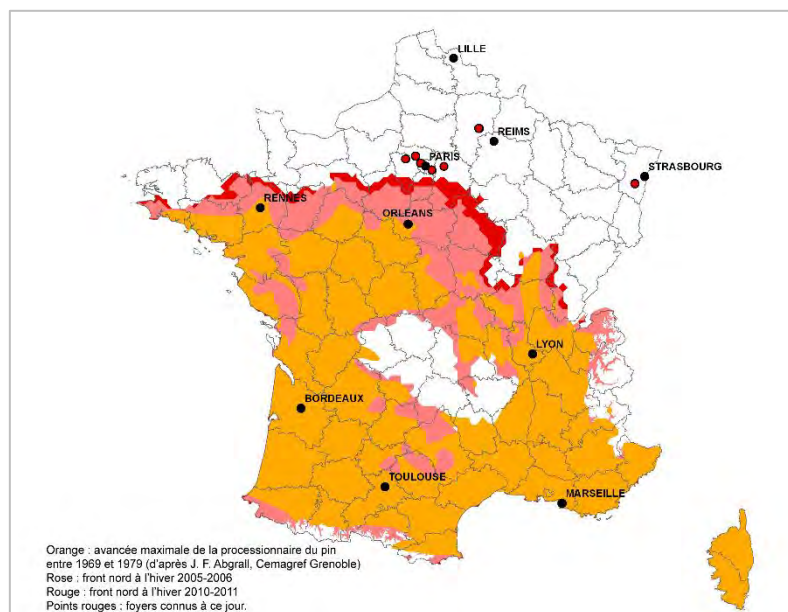 LILLE
REIMS
PARIS
STRASBOURG
RENNES
ORLEANS
LYON
BORDEAUX
TOULOUSE
MARSEILLE
Orange : avancée maximale de la processionnaire du pin
entre 1969 et 1979 (d'après J. F. Abgrall, Cemagref Grenoble)
Rose : front nord à l'hiver 2005-2006
Rouge : front nord à l'hiver 2010-2011
Points rouges : foyers connus à ce jour.